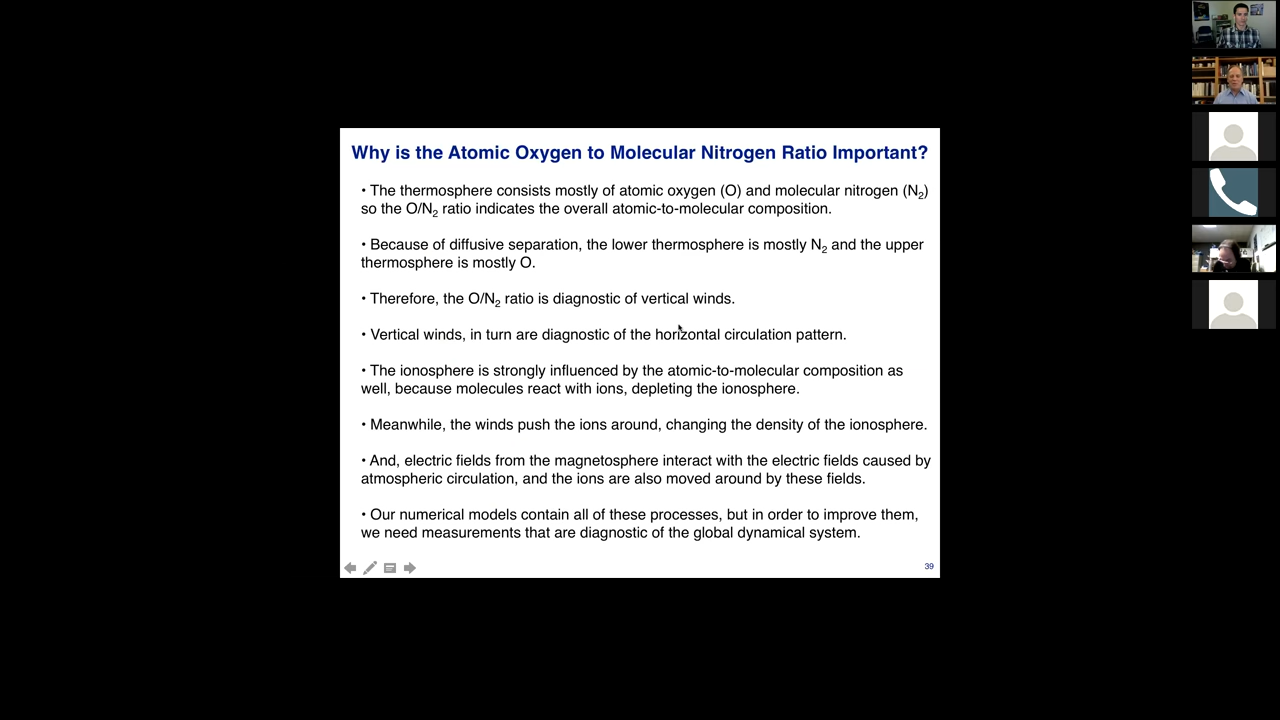 Why is the Atomic Oxygen to Molecular Nitrogen Ratio Important?
• The thermosphere consists mostly of atomic oxygen (O) and molecular nitrogen (N₂)
so the O/N₂ ratio indicates the overall atomic-to-molecular composition.
• Because of diffusive separation, the lower thermosphere is mostly N₂ and the upper
thermosphere is mostly O.
• Therefore, the O/N₂ ratio is diagnostic of vertical winds.
• Vertical winds, in turn are diagnostic of the horizontal circulation pattern.
• The ionosphere is strongly influenced by the atomic-to-molecular composition as
well, because molecules react with ions, depleting the ionosphere.
• Meanwhile, the winds push the ions around, changing the density of the ionosphere.
• And, electric fields from the magnetosphere interact with the electric fields caused by
atmospheric circulation, and the ions are also moved around by these fields.
• Our numerical models contain all of these processes, but in order to improve them,
we need measurements that are diagnostic of the global dynamical system.
39